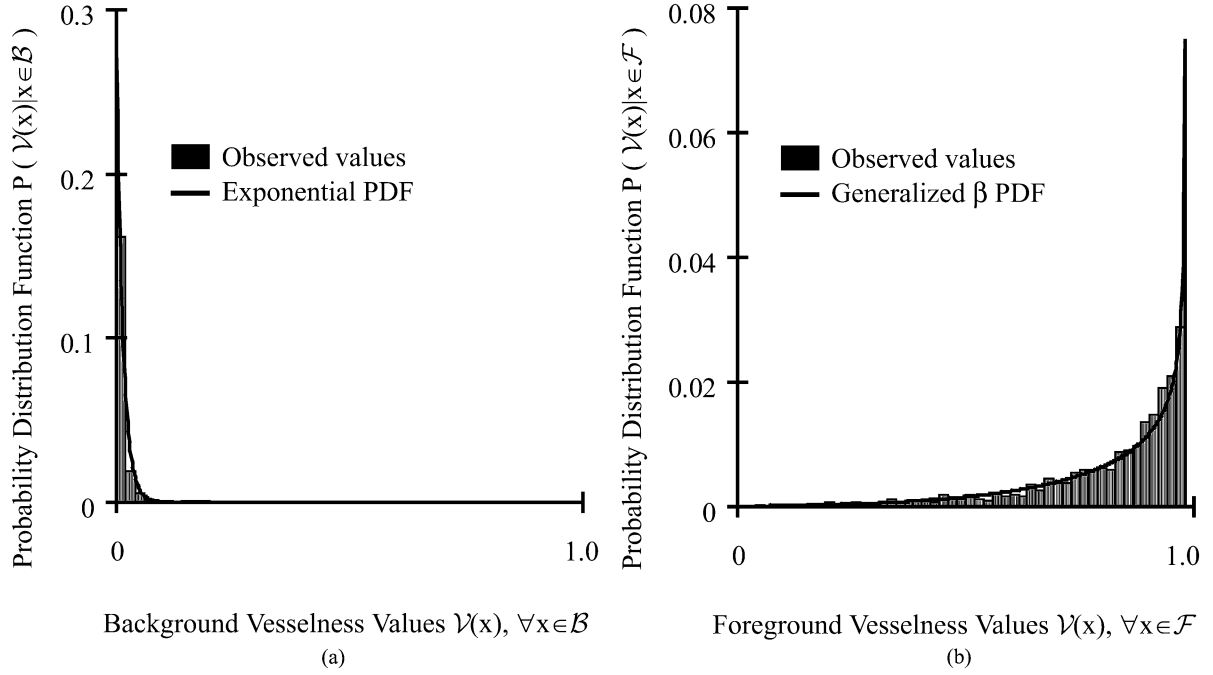 Probability Distribution Function P ( 𝒱(x)|x∈ℬ )
0.3
0.2
0.1
0
Observed values
Exponential PDF
0
1.0
Background Vesselness Values 𝒱(x), ∀x∈ℬ
(a)
Probability Distribution Function P ( 𝒱(x)|x∈ℱ )
0.08
0.06
0.04
0.02
0
Observed values
Generalized β PDF
0
1.0
Foreground Vesselness Values 𝒱(x), ∀x∈ℱ
(b)